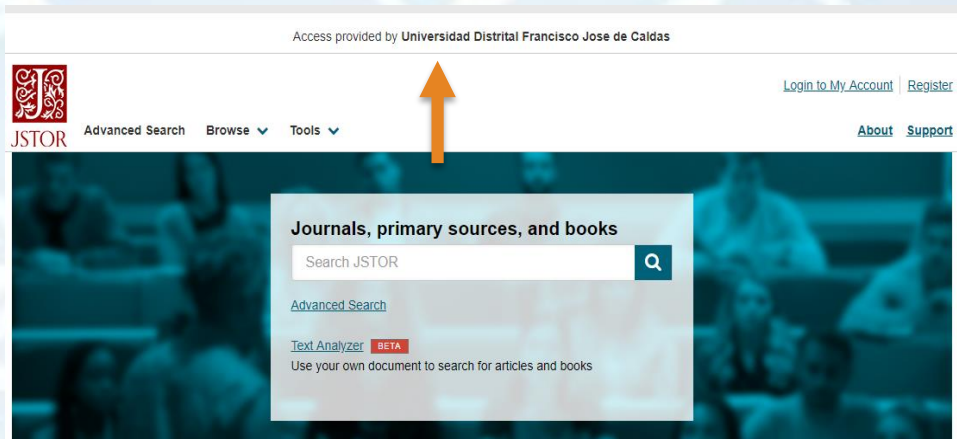 Access provided by Universidad Distrital Francisco Jose de Caldas
Login to My Account Register
JSTOR
Advanced Search Browse Tools
About Support
Journals, primary sources, and books
Search JSTOR
Advanced Search
Text Analyzer BETA
Use your own document to search for articles and books